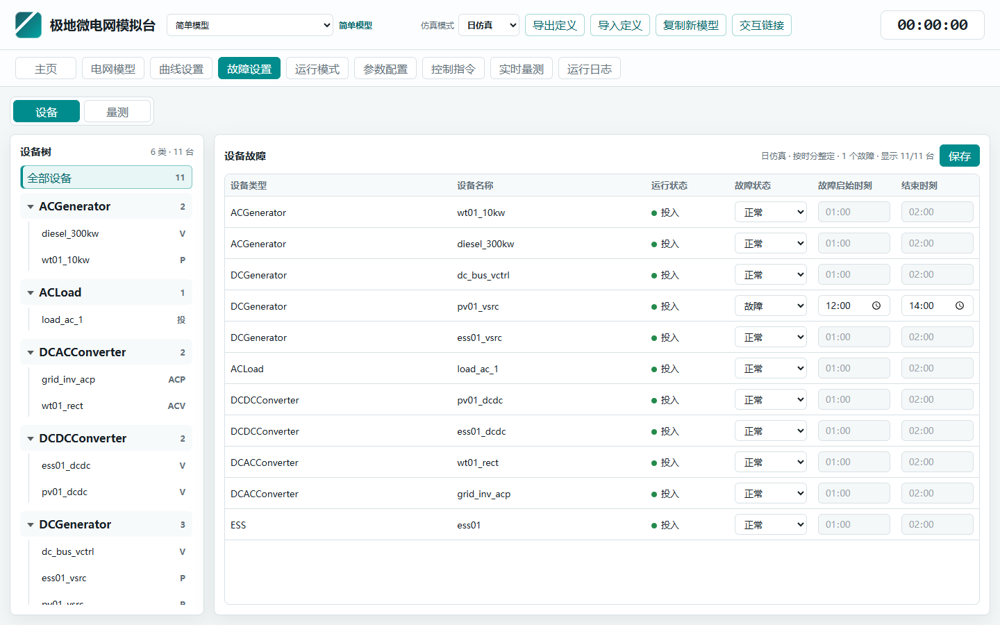 极地微电网模拟台 简单模型 简单模型 仿真模式 日仿真 导出定义 导入定义 复制新模型 交互链接 00:00:00
主页 电网模型 曲线设置 故障设置 运行模式 参数配置 控制指令 实时量测 运行日志
设备 量测
设备树 6 类 · 11 台
全部设备 11
ACGenerator 2
diesel_300kw V
wt01_10kw P
ACLoad 1
load_ac_1 投
DCACConverter 2
grid_inv_acp ACP
wt01_rect ACV
DCDCConverter 2
ess01_dcdc V
pv01_dcdc V
DCGenerator 3
dc_bus_vctrl V
ess01_vsrc P
pv01_vsrc P
设备故障 日仿真 · 按时分整定 · 1 个故障 · 显示 11/11 台 保存
设备类型 设备名称 运行状态 故障状态 故障启始时刻 结束时刻
ACGenerator wt01_10kw 投入 正常 01:00 02:00
ACGenerator diesel_300kw 投入 正常 01:00 02:00
DCGenerator dc_bus_vctrl 投入 正常 01:00 02:00
DCGenerator pv01_vsrc 投入 故障 12:00 14:00
DCGenerator ess01_vsrc 投入 正常 01:00 02:00
ACLoad load_ac_1 投入 正常 01:00 02:00
DCDCConverter pv01_dcdc 投入 正常 01:00 02:00
DCDCConverter ess01_dcdc 投入 正常 01:00 02:00
DCACConverter wt01_rect 投入 正常 01:00 02:00
DCACConverter grid_inv_acp 投入 正常 01:00 02:00
ESS ess01 投入 正常 01:00 02:00